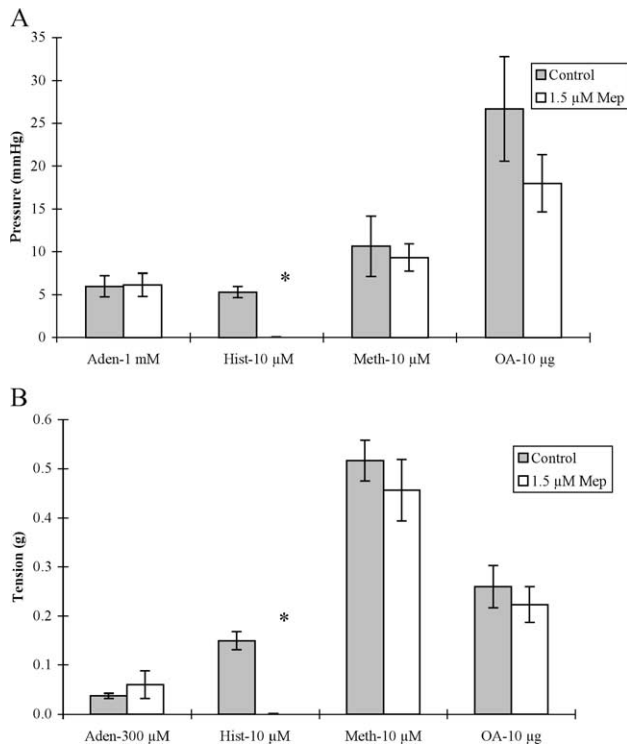 A
35
30
25
20
15
10
5
0
Pressure (mmHg)
Control
1.5 µM Mep
*
Aden-1 mM Hist-10 µM Meth-10 µM OA-10 µg
B
0.6
0.5
0.4
0.3
0.2
0.1
0.0
Tension (g)
Control
1.5 µM Mep
*
Aden-300 µM Hist-10 µM Meth-10 µM OA-10 µg